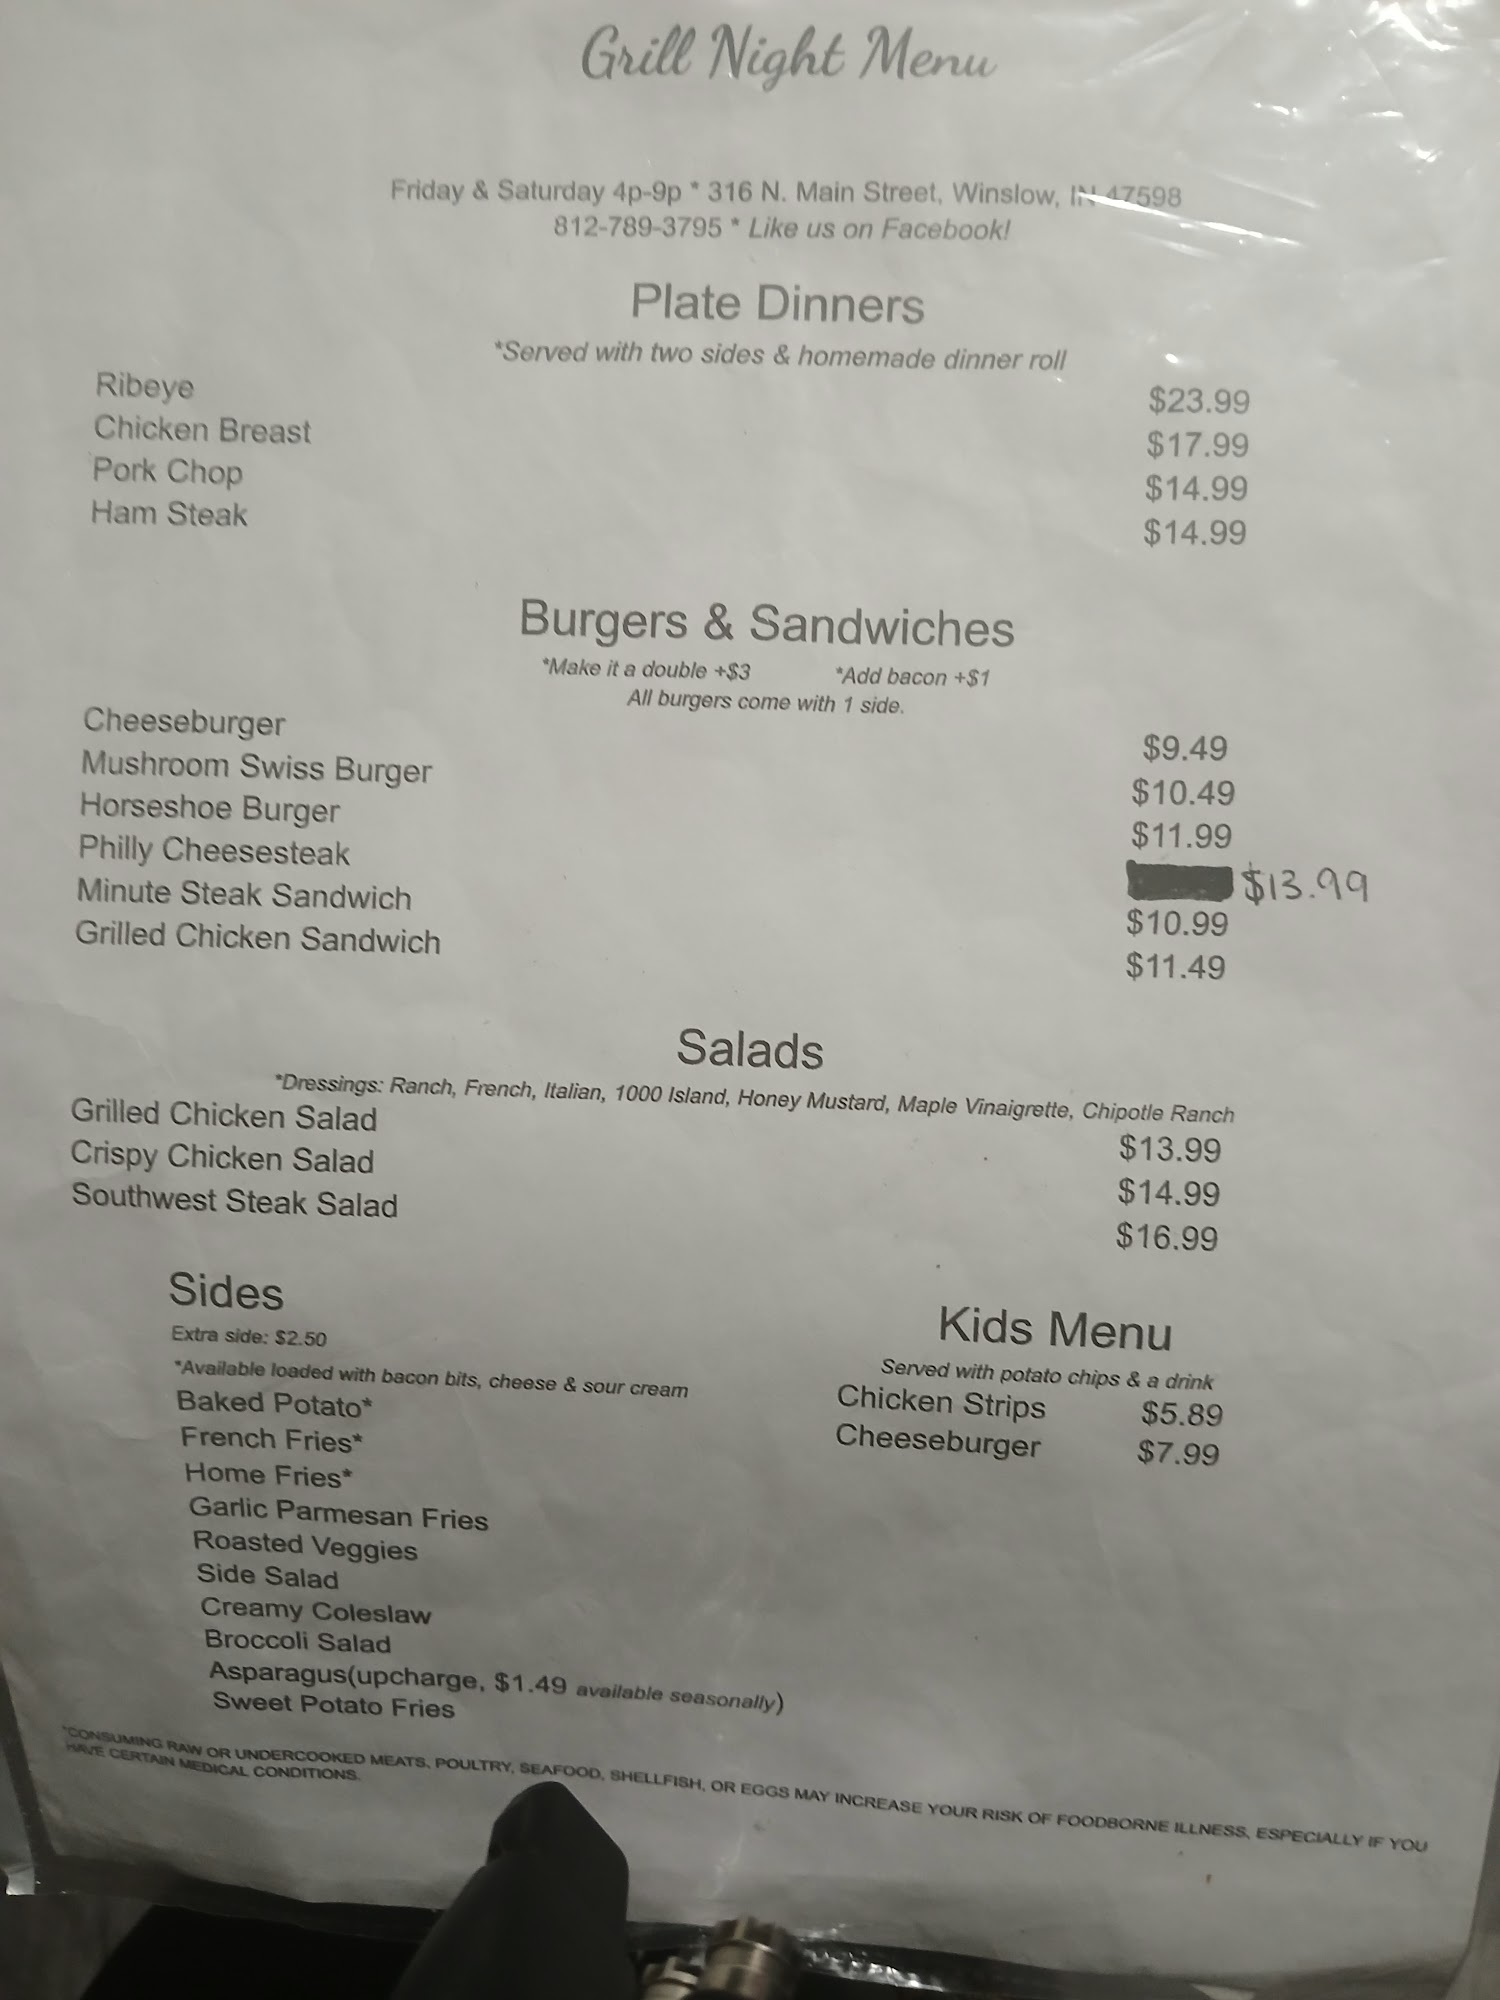 Grill Night Menu
Friday & Saturday 4p-9p * 316 N. Main Street, Winslow, IN 47598
812-789-3795 * Like us on Facebook!
Plate Dinners
*Served with two sides & homemade dinner roll
Ribeye $23.99
Chicken Breast $17.99
Pork Chop $14.99
Ham Steak $14.99
Burgers & Sandwiches
*Make it a double +$3 *Add bacon +$1
All burgers come with 1 side.
Cheeseburger $9.49
Mushroom Swiss Burger $10.49
Horseshoe Burger $11.99
Philly Cheesesteak $13.99
Minute Steak Sandwich $10.99
Grilled Chicken Sandwich $11.49
Salads
*Dressings: Ranch, French, Italian, 1000 Island, Honey Mustard, Maple Vinaigrette, Chipotle Ranch
Grilled Chicken Salad $13.99
Crispy Chicken Salad $14.99
Southwest Steak Salad $16.99
Sides
Extra side: $2.50
*Available loaded with bacon bits, cheese & sour cream
Baked Potato*
French Fries*
Home Fries*
Garlic Parmesan Fries
Roasted Veggies
Side Salad
Creamy Coleslaw
Broccoli Salad
Asparagus(upcharge, $1.49 available seasonally)
Sweet Potato Fries
Kids Menu
Served with potato chips & a drink
Chicken Strips $5.89
Cheeseburger $7.99
*CONSUMING RAW OR UNDERCOOKED MEATS, POULTRY, SEAFOOD, SHELLFISH, OR EGGS MAY INCREASE YOUR RISK OF FOODBORNE ILLNESS, ESPECIALLY IF YOU
HAVE CERTAIN MEDICAL CONDITIONS.